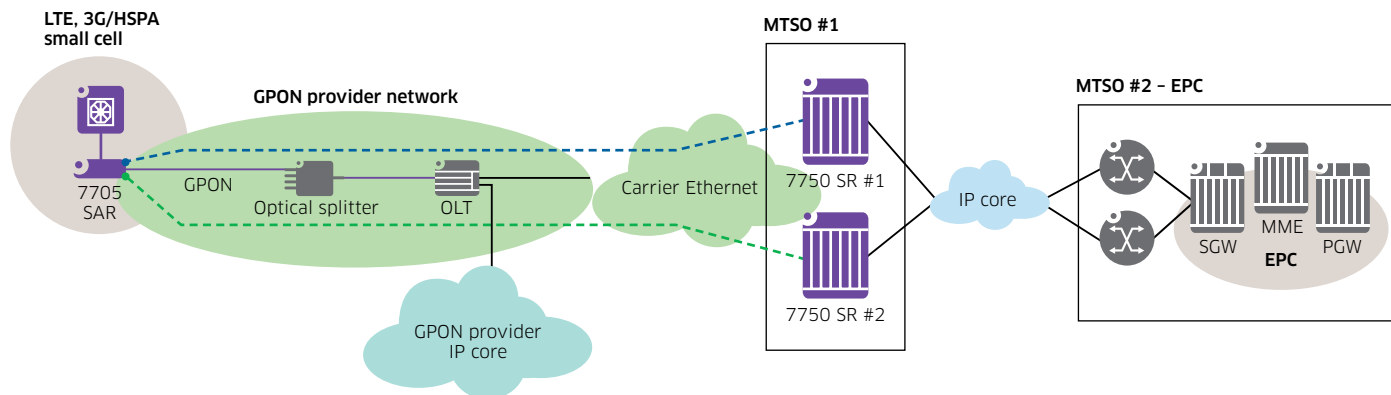 LTE, 3G/HSPA
small cell
MTSO #1
MTSO #2 – EPC
GPON provider network
7705
SAR
GPON
Optical splitter
OLT
Carrier Ethernet
7750 SR #1
IP core
SGW
MME
PGW
EPC
7750 SR #2
GPON provider
IP core